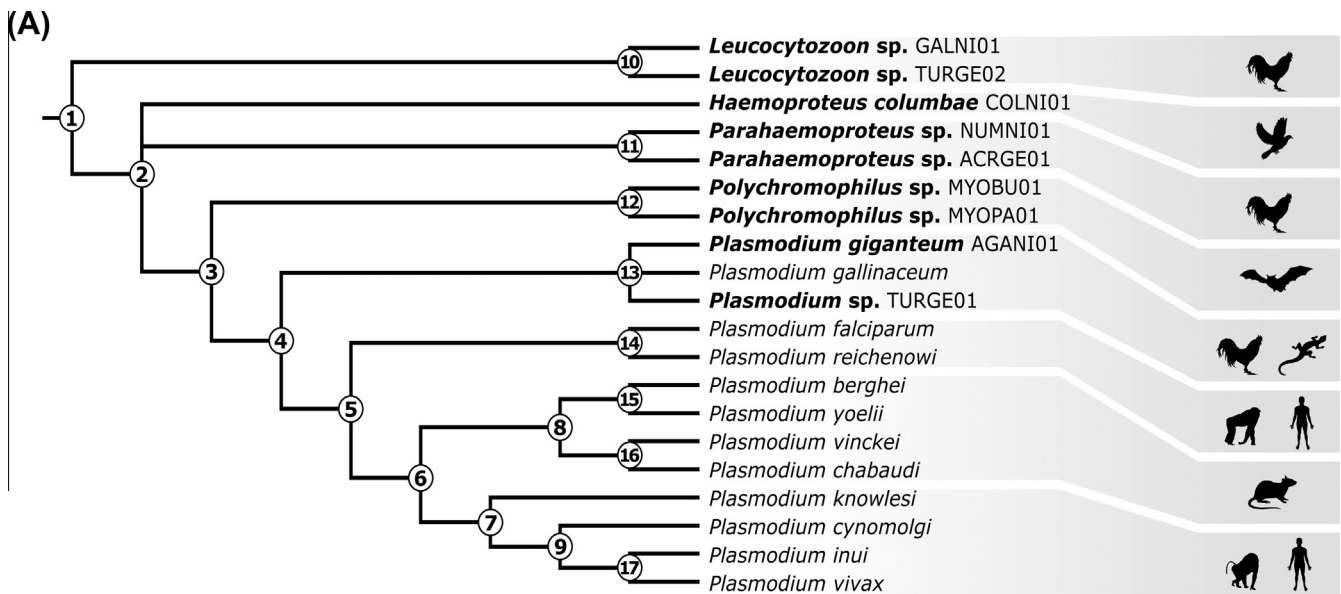 (A)
10 Leucocytozoon sp. GALNI01
Leucocytozoon sp. TURGE02
1 Haemoproteus columbae COLNI01
11 Parahaemoproteus sp. NUMNI01
2 Parahaemoproteus sp. ACRGE01
12 Polychromophilus sp. MYOBU01
Polychromophilus sp. MYOPA01
3 Plasmodium giganteum AGANI01
13 Plasmodium gallinaceum
Plasmodium sp. TURGE01
4 Plasmodium falciparum
14 Plasmodium reichenowi
15 Plasmodium berghei
5 Plasmodium yoelii
8 Plasmodium vinckei
16 Plasmodium chabaudi
6 Plasmodium knowlesi
7 Plasmodium cynomolgi
9 Plasmodium inui
17 Plasmodium vivax